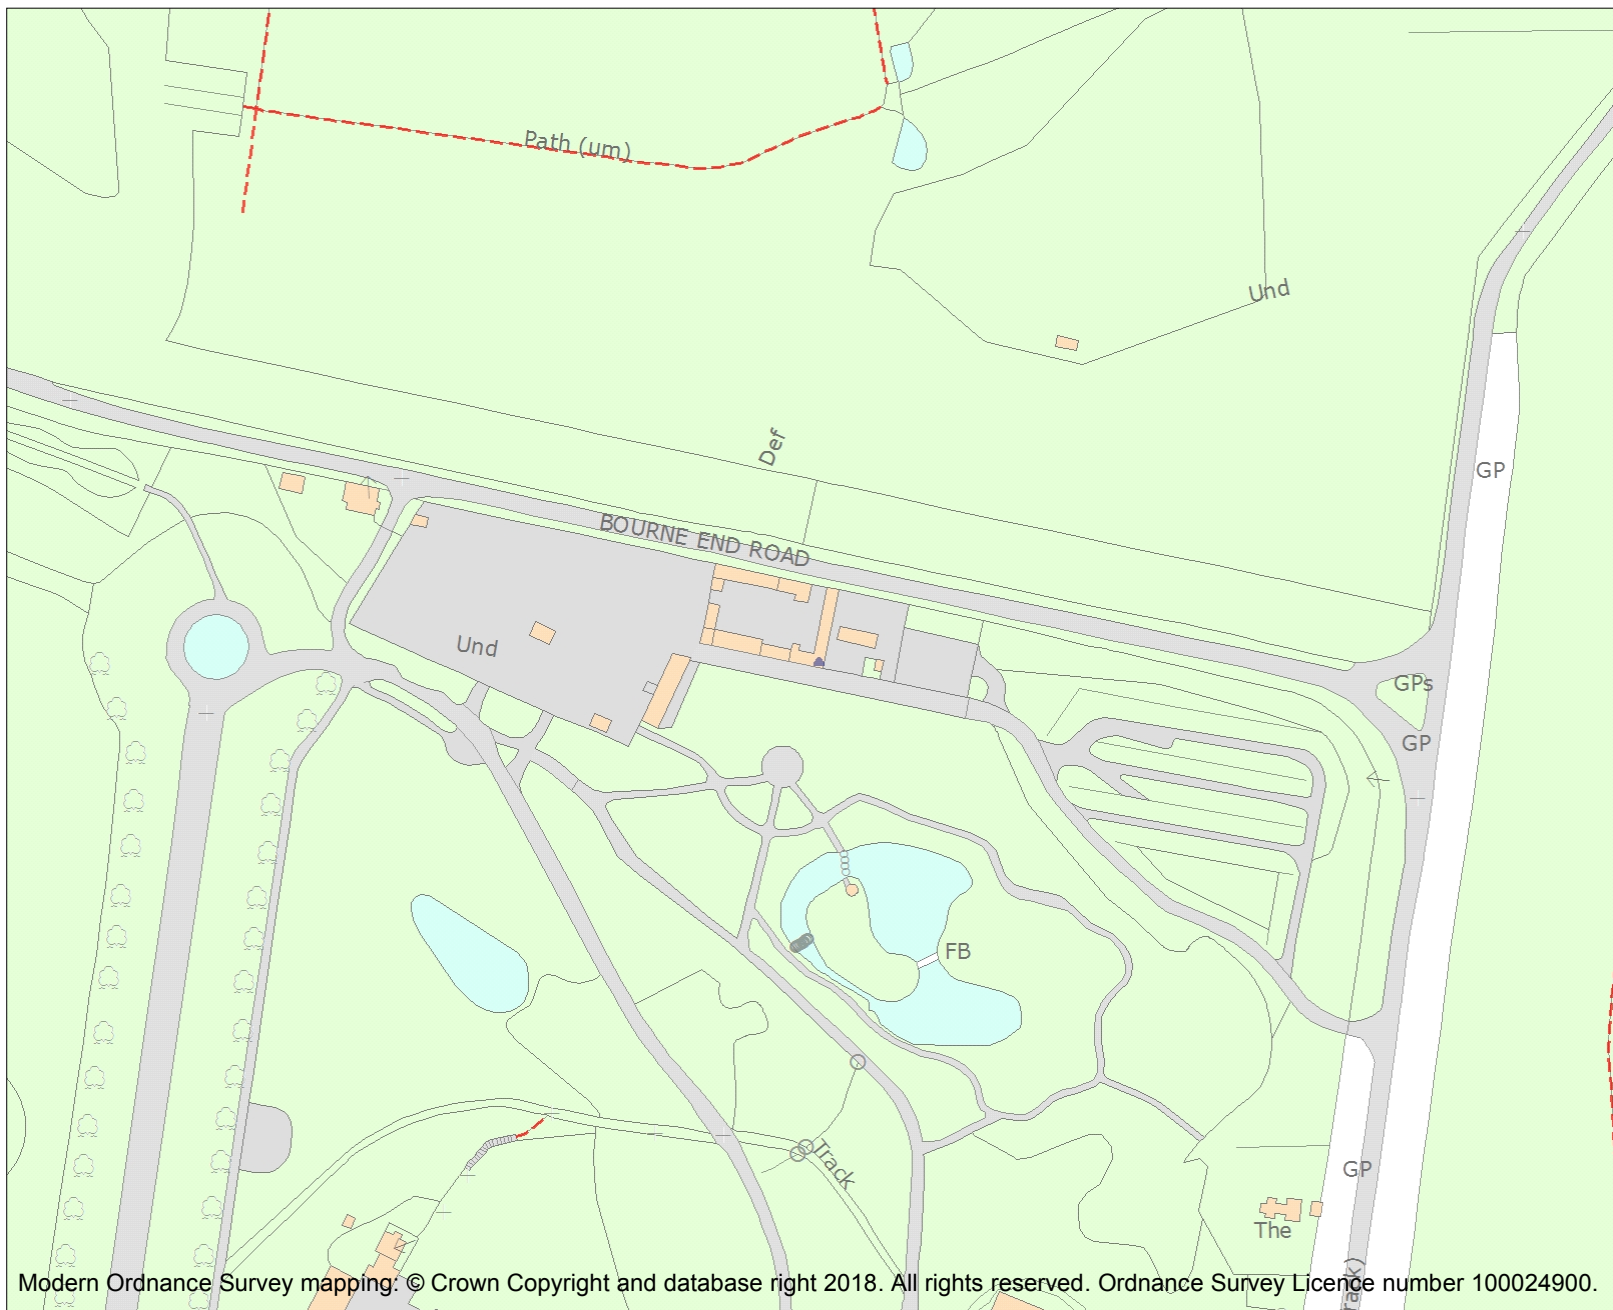 Path (um)
Und
Def
GP
BOURNE END ROAD
Und
GPs
GP
FB
Track
GP
The
Modern Ordnance Survey mapping: © Crown Copyright and database right 2018. All rights reserved. Ordnance Survey Licence number 100024900.